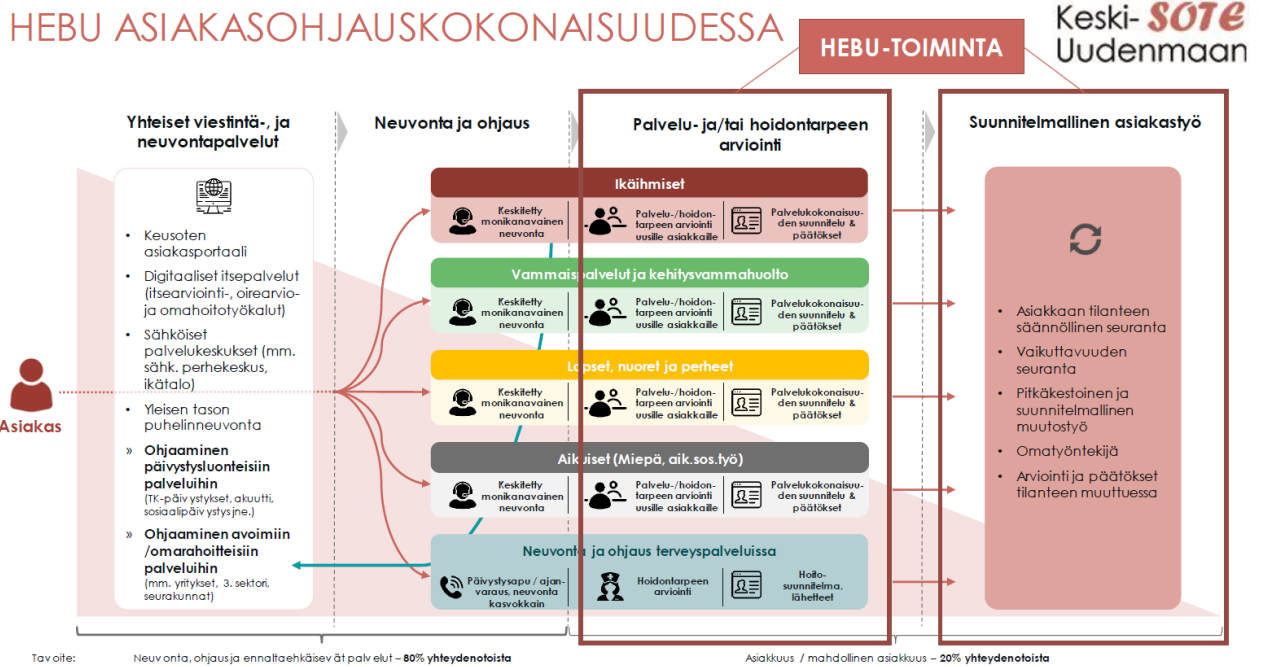 HEBU ASIAKASOHJAUSKOKONAISUUDESSA
HEBU-TOIMINTA
Keski-SOTE
Uudenmaan
Yhteiset viestintä-, ja
neuvontapalvelut
Neuvonta ja ohjaus
Palvelu- ja/tai hoidontarpeen
arviointi
Suunnitelmallinen asiakastyö
Asiakas
• Keusoten
asiakasportaali
• Digitaaliset itsepalvelut
(itsearviointi-, oirearvio-
ja omahoitotyökalut)
• Sähköiset
palvelukeskukset (mm.
sähk. perhekeskus,
ikätalo)
• Yleisen tason
puhelinneuvonta
» Ohjaaminen
päivystysluonteisiin
palveluihin
(TK-päivystykset, akuutti,
sosiaalipäivystys jne.)
» Ohjaaminen avoimiin
/omarahoitteisiin
palveluihin
(mm. yritykset, 3. sektori,
seurakunnat)
Ikäihmiset
Keskitetty
monikanavainen
neuvonta
Palvelu-/hoidon-
tarpeen arviointi
uusille asiakkaille
Palvelukokonaisuu-
den suunnitelu &
päätökset
Vammaispalvelut ja kehitysvammahuolto
Keskitetty
monikanavainen
neuvonta
Palvelu-/hoidon-
tarpeen arviointi
uusille asiakkaille
Palvelukokonaisuu-
den suunnitelu &
päätökset
Lapset, nuoret ja perheet
Keskitetty
monikanavainen
neuvonta
Palvelu-/hoidon-
tarpeen arviointi
uusille asiakkaille
Palvelukokonaisuu-
den suunnitelu &
päätökset
Aikuiset (Miepä, aik.sos.työ)
Keskitetty
monikanavainen
neuvonta
Palvelu-/hoidon-
tarpeen arviointi
uusille asiakkaille
Palvelukokonaisuu-
den suunnitelu &
päätökset
Neuvonta ja ohjaus terveyspalveluissa
Päivystysapu / ajan-
varaus, neuvonta
kasvokkain
Hoidontarpeen
arviointi
Hoito-
suunnitelma,
lähetteet
• Asiakkaan tilanteen
säännöllinen seuranta
• Vaikuttavuuden
seuranta
• Pitkäkestoinen ja
suunnitelmallinen
muutostyö
• Omatyöntekijä
• Arviointi ja päätökset
tilanteen muuttuessa
Tavoite:
Neuvonta, ohjaus ja ennaltaehkäisevät palvelut – 80% yhteydenotoista
Asiakkuus / mahdollinen asiakkuus – 20% yhteydenotoista